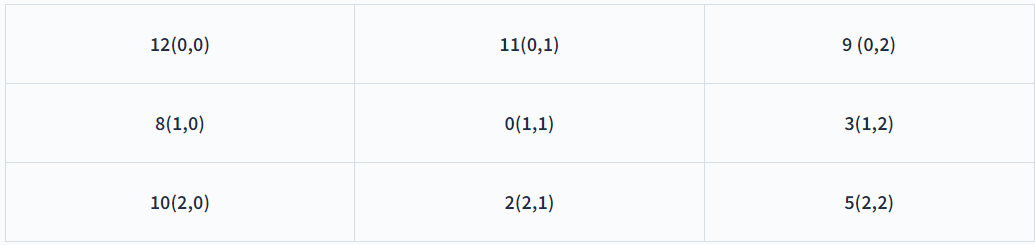 12(0,0) 11(0,1) 9 (0,2)
8(1,0) 0(1,1) 3(1,2)
10(2,0) 2(2,1) 5(2,2)